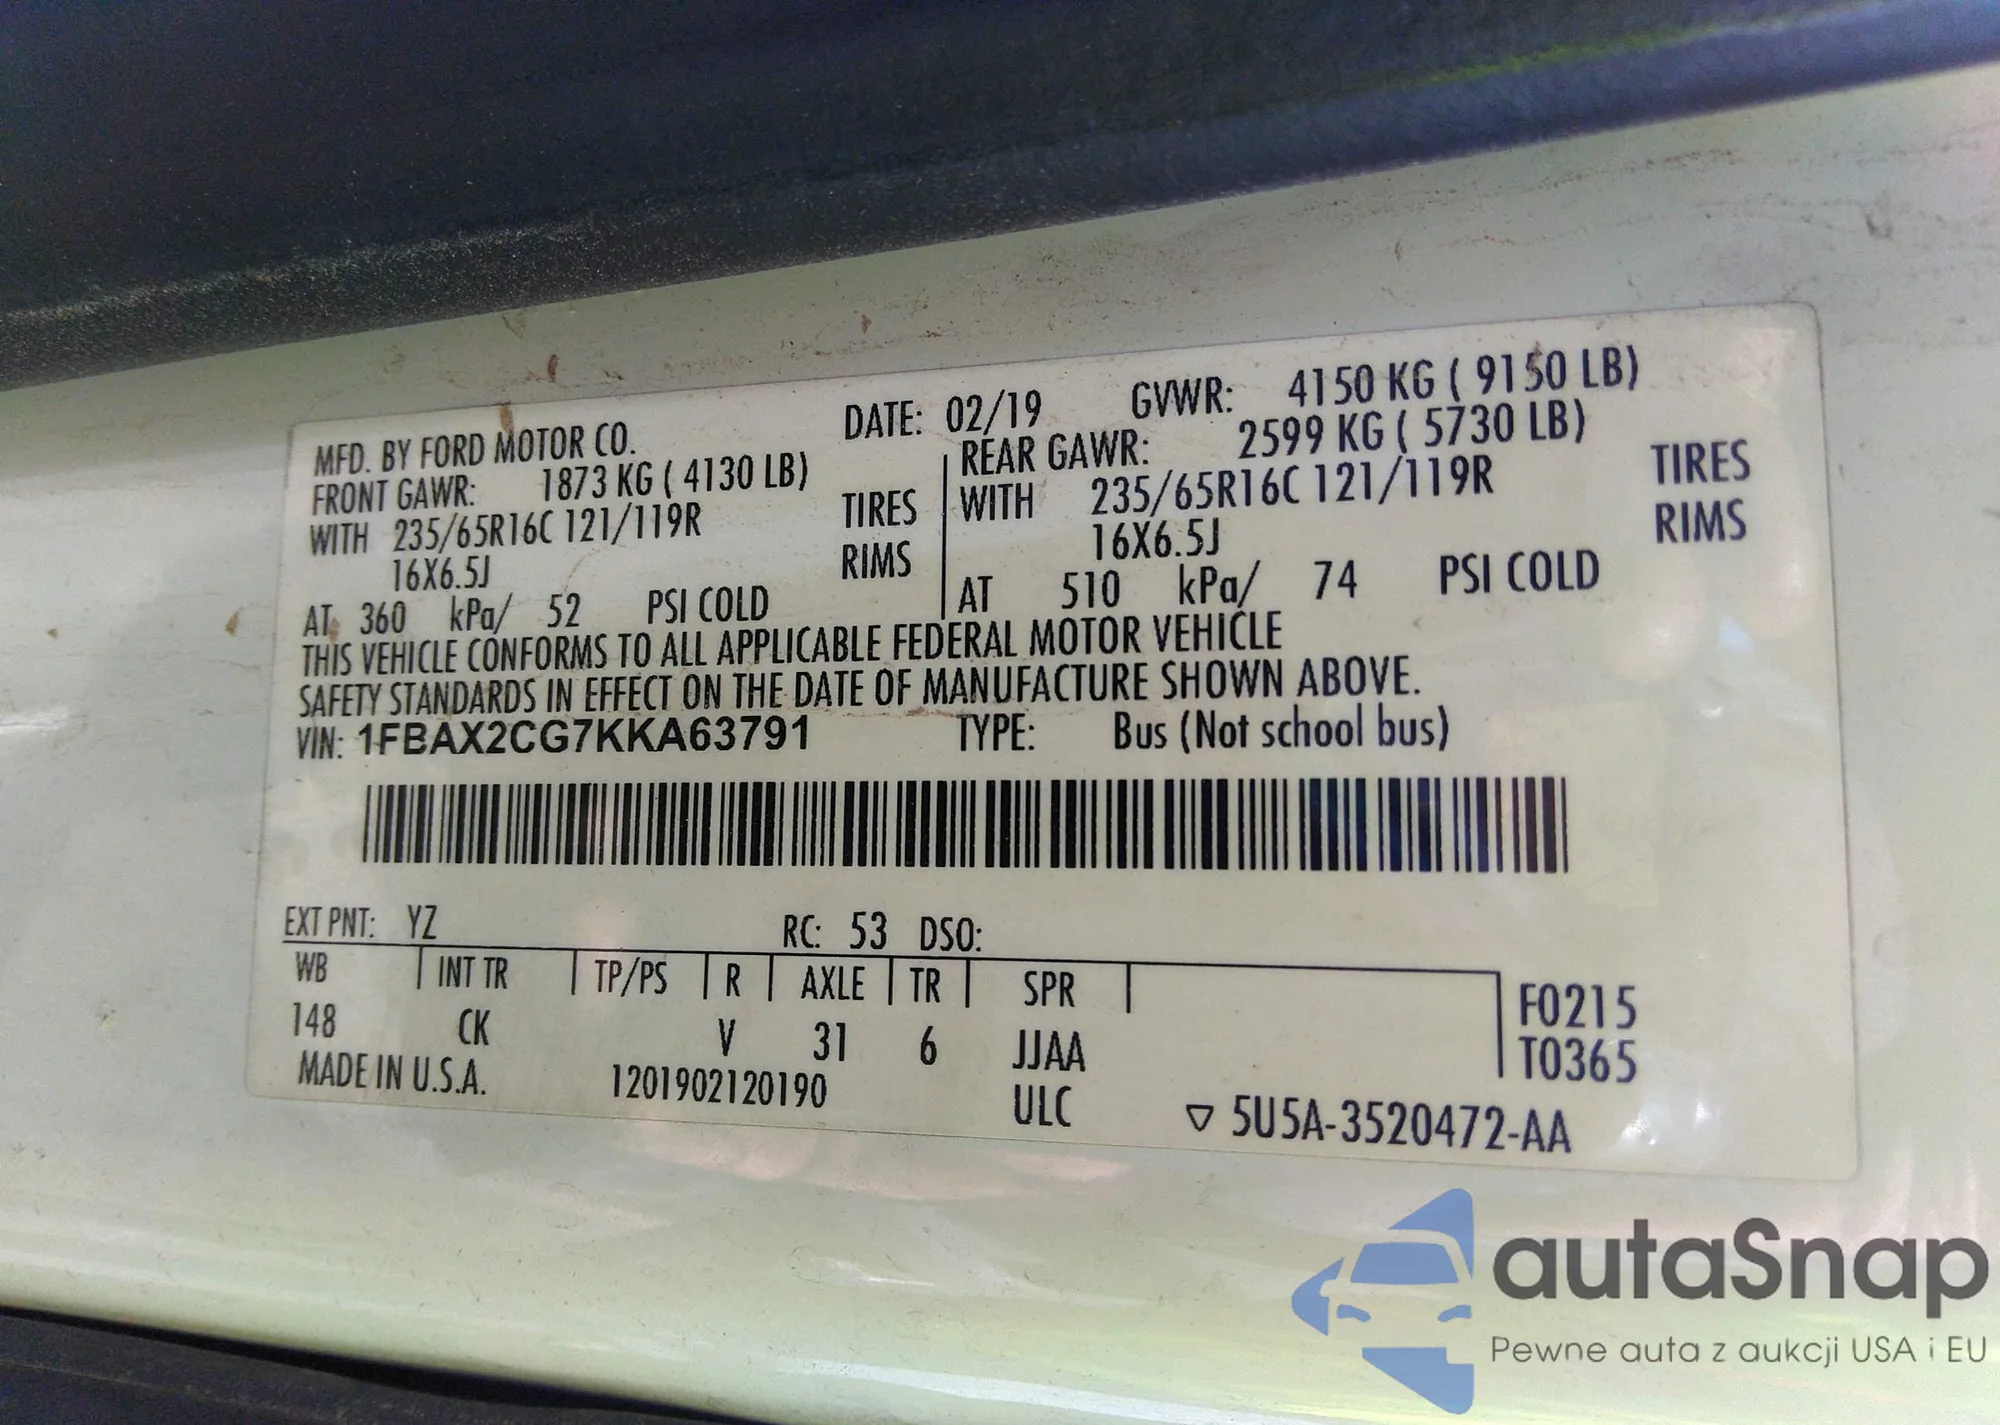 MFD. BY FORD MOTOR CO. DATE: 02/19 GVWR: 4150 KG ( 9150 LB)
FRONT GAWR: 1873 KG ( 4130 LB) REAR GAWR: 2599 KG ( 5730 LB)
WITH 235/65R16C 121/119R TIRES WITH 235/65R16C 121/119R TIRES
16X6.5J RIMS 16X6.5J RIMS
AT 360 kPa/ 52 PSI COLD AT 510 kPa/ 74 PSI COLD
THIS VEHICLE CONFORMS TO ALL APPLICABLE FEDERAL MOTOR VEHICLE
SAFETY STANDARDS IN EFFECT ON THE DATE OF MANUFACTURE SHOWN ABOVE.
VIN: 1FBAX2CG7KKA63791 TYPE: Bus (Not school bus)
EXT PNT: YZ RC: 53 DSO:
WB INT TR TP/PS R AXLE TR SPR F0215
148 CK V 31 6 JJAA T0365
MADE IN U.S.A. 1201902120190 ULC ▽ 5U5A-3520472-AA
autaSnap
Pewne auta z aukcji USA i EU